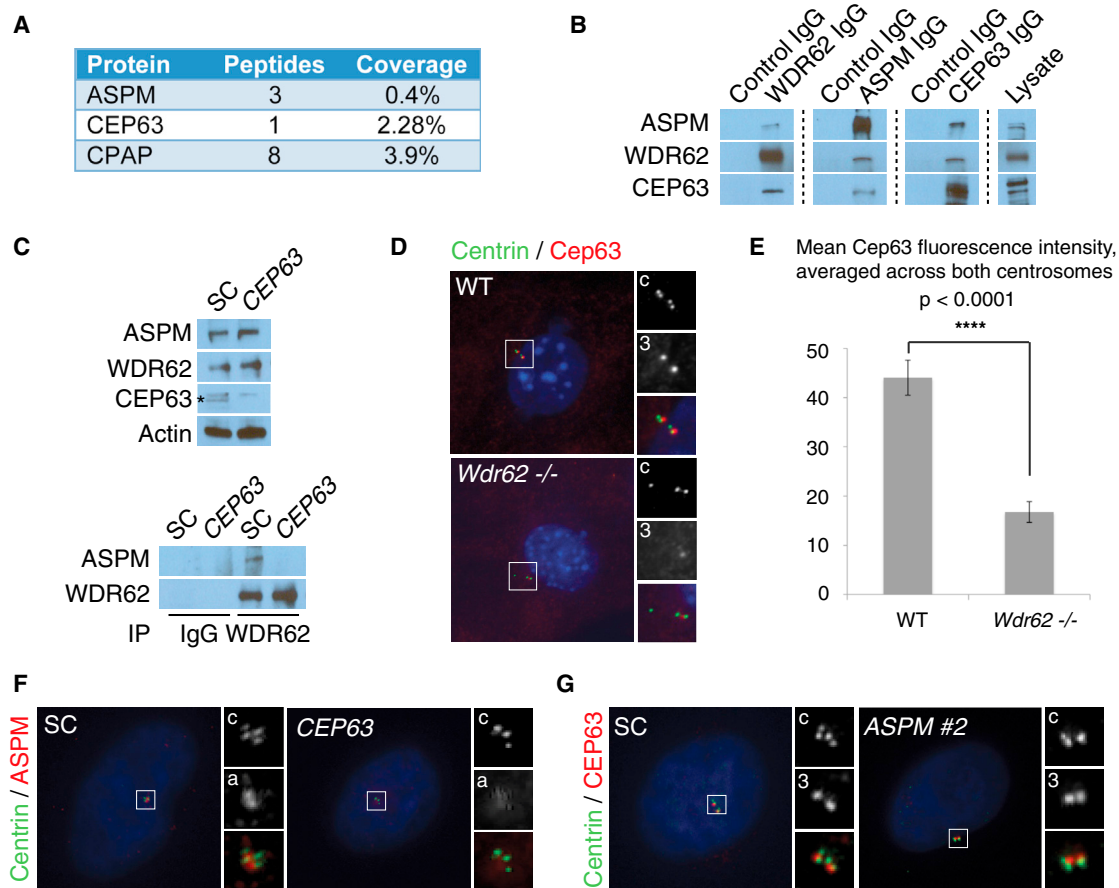 A
Protein Peptides Coverage
ASPM 3 0.4%
CEP63 1 2.28%
CPAP 8 3.9%
B
Control IgG
WDR62 IgG
Control IgG
ASPM IgG
Control IgG
CEP63 IgG
Lysate
ASPM
WDR62
CEP63
C
SC
CEP63
ASPM
WDR62
CEP63 *
Actin
SC
CEP63
SC
CEP63
ASPM
WDR62
IP IgG WDR62
D
Centrin / Cep63
WT
c
3
Wdr62 -/-
c
3
E
Mean Cep63 fluorescence intensity,
averaged across both centrosomes
p < 0.0001
****
50
40
30
20
10
0
WT Wdr62 -/-
F
Centrin / ASPM
SC
c
a
CEP63
c
a
G
Centrin / CEP63
SC
c
3
ASPM #2
c
3